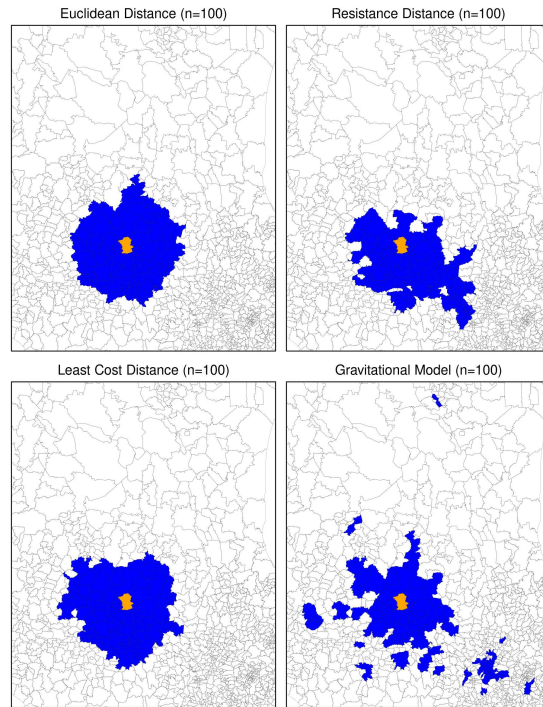 Euclidean Distance (n=100)
Resistance Distance (n=100)
Least Cost Distance (n=100)
Gravitational Model (n=100)